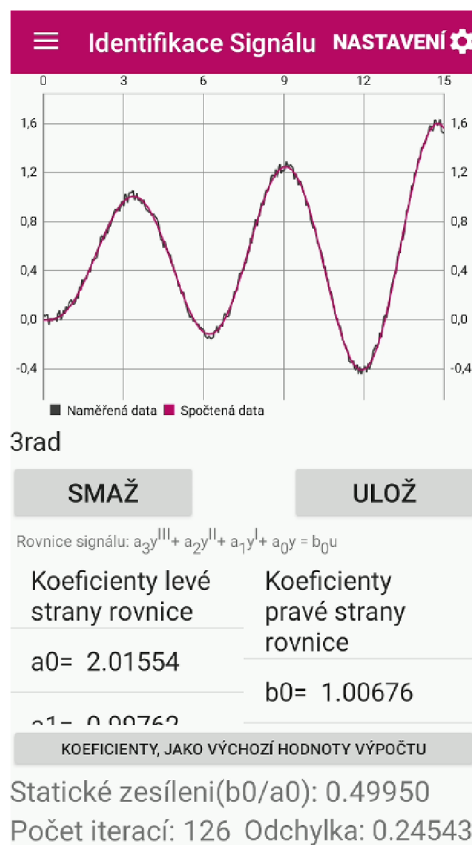 Identifikace Signálu NASTAVENÍ
0 3 6 9 12 15
1,6 1,6
1,2 1,2
0,8 0,8
0,4 0,4
0,0 0,0
-0,4 -0,4
Naměřená data Spočtená data
3rad
SMAŽ ULOŽ
Rovnice signálu: a₃yᴵᴵᴵ+ a₂yᴵᴵ+ a₁yᴵ+ a₀y = b₀u
Koeficienty levé
strany rovnice
a0= 2.01554
a1= 0.99762
Koeficienty
pravé strany
rovnice
b0= 1.00676
KOEFICIENTY, JAKO VÝCHOZÍ HODNOTY VÝPOČTU
Statické zesílení(b0/a0): 0.49950
Počet iterací: 126 Odchylka: 0.24543